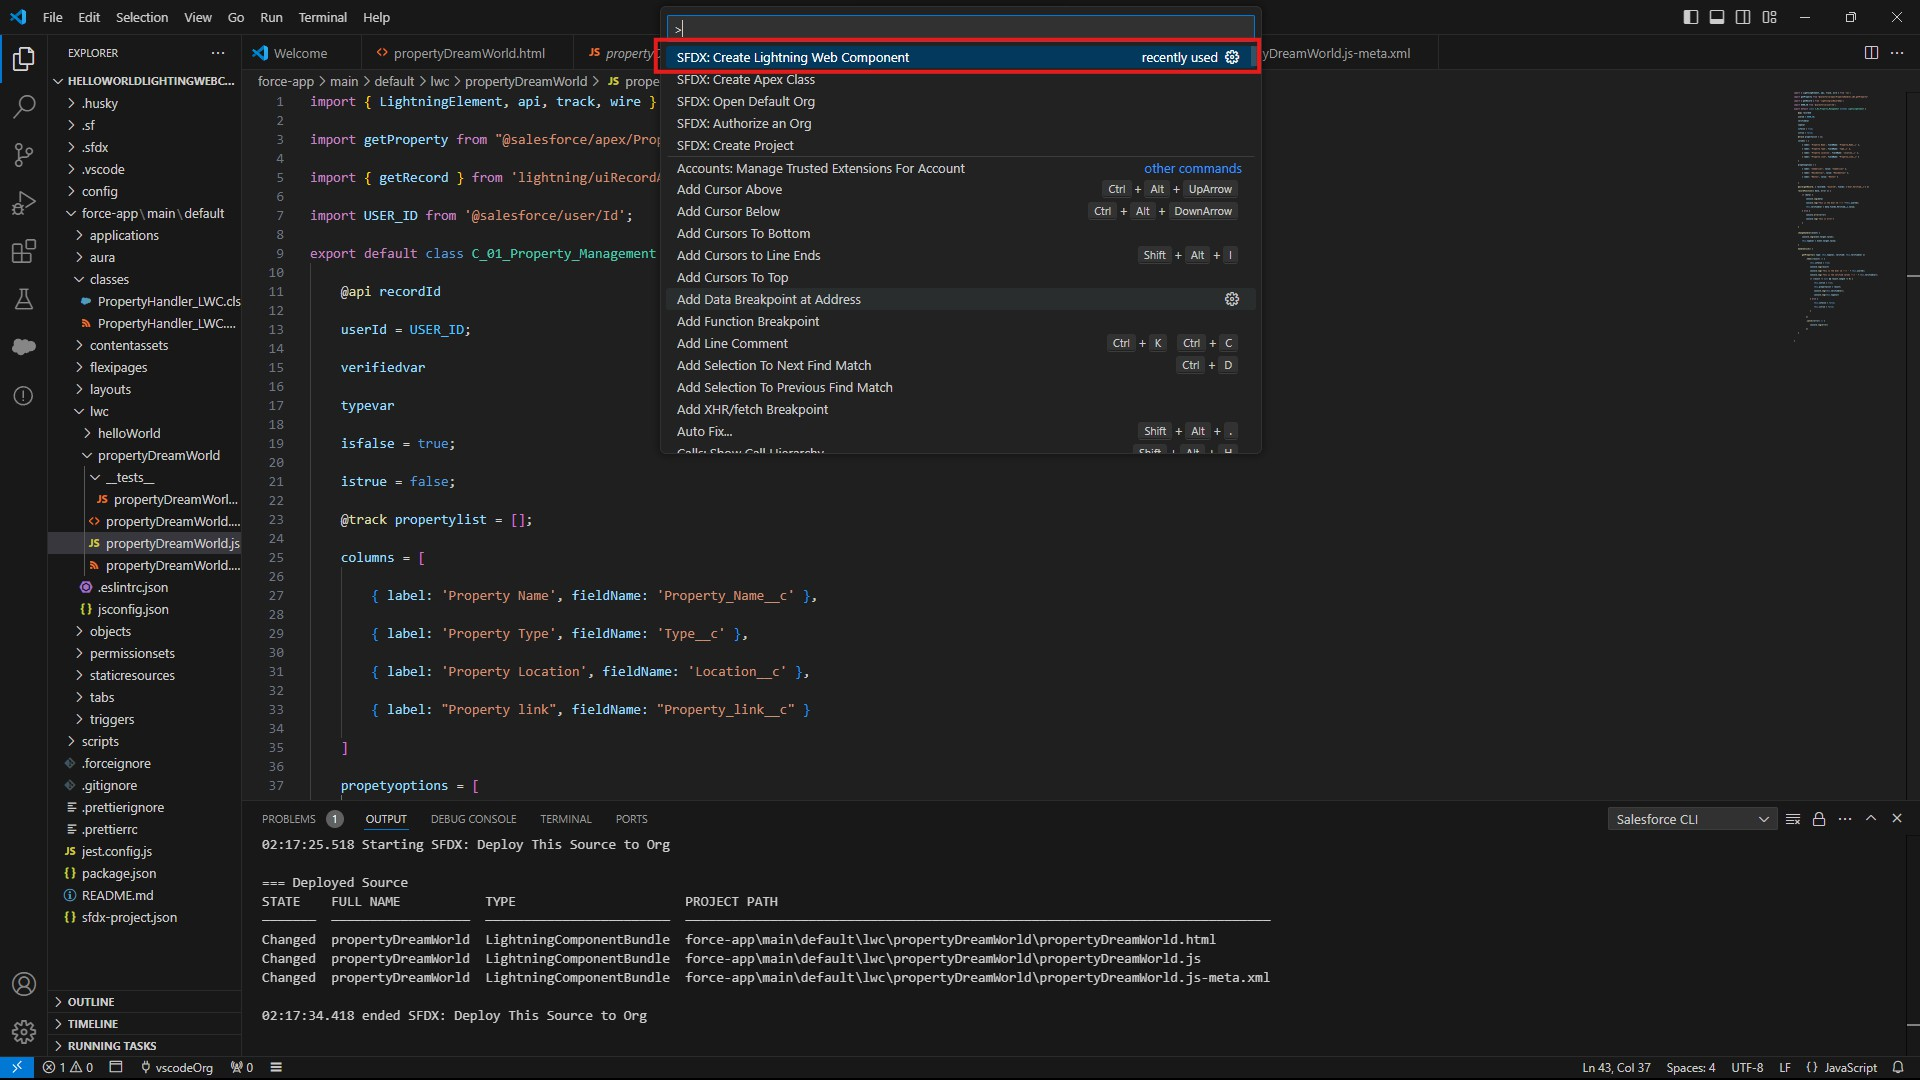 File Edit Selection View Go Run Terminal Help
>
SFDX: Create Lightning Web Component recently used
SFDX: Create Apex Class
SFDX: Open Default Org
SFDX: Authorize an Org
SFDX: Create Project
Accounts: Manage Trusted Extensions For Account other commands
Add Cursor Above Ctrl + Alt + UpArrow
Add Cursor Below Ctrl + Alt + DownArrow
Add Cursors To Bottom
Add Cursors to Line Ends Shift + Alt + I
Add Cursors To Top
Add Data Breakpoint at Address
Add Function Breakpoint
Add Line Comment Ctrl + K Ctrl + C
Add Selection To Next Find Match Ctrl + D
Add Selection To Previous Find Match
Add XHR/fetch Breakpoint
Auto Fix... Shift + Alt + .
Calls: Show Call Hierarchy Shift + Alt + H
EXPLORER ...
HELLOWORLDLIGHTINGWEBC...
.husky
.sf
.sfdx
.vscode
config
force-app\main\default
applications
aura
classes
PropertyHandler_LWC.cls
PropertyHandler_LWC....
contentassets
flexipages
layouts
lwc
helloWorld
propertyDreamWorld
__tests__
JS propertyDreamWorl...
<> propertyDreamWorld....
JS propertyDreamWorld.js
propertyDreamWorld....
.eslintrc.json
{} jsconfig.json
objects
permissionsets
staticresources
tabs
triggers
scripts
.forceignore
.gitignore
.prettierignore
.prettierrc
JS jest.config.js
{} package.json
README.md
{} sfdx-project.json
OUTLINE
TIMELINE
RUNNING TASKS
Welcome <> propertyDreamWorld.html JS propertyD yDreamWorld.js-meta.xml
force-app > main > default > lwc > propertyDreamWorld > JS prope
1 import { LightningElement, api, track, wire }
2
3 import getProperty from "@salesforce/apex/Prop
4
5 import { getRecord } from 'lightning/uiRecordA
6
7 import USER_ID from '@salesforce/user/Id';
8
9 export default class C_01_Property_Management
10
11 @api recordId
12
13 userId = USER_ID;
14
15 verifiedvar
16
17 typevar
18
19 isfalse = true;
20
21 istrue = false;
22
23 @track propertylist = [];
24
25 columns = [
26
27 { label: 'Property Name', fieldName: 'Property_Name__c' },
28
29 { label: 'Property Type', fieldName: 'Type__c' },
30
31 { label: 'Property Location', fieldName: 'Location__c' },
32
33 { label: "Property link", fieldName: "Property_link__c" }
34
35 ]
36
37 propetyoptions = [
PROBLEMS 1 OUTPUT DEBUG CONSOLE TERMINAL PORTS Salesforce CLI
02:17:25.518 Starting SFDX: Deploy This Source to Org
=== Deployed Source
STATE FULL NAME TYPE PROJECT PATH
Changed propertyDreamWorld LightningComponentBundle force-app\main\default\lwc\propertyDreamWorld\propertyDreamWorld.html
Changed propertyDreamWorld LightningComponentBundle force-app\main\default\lwc\propertyDreamWorld\propertyDreamWorld.js
Changed propertyDreamWorld LightningComponentBundle force-app\main\default\lwc\propertyDreamWorld\propertyDreamWorld.js-meta.xml
02:17:34.418 ended SFDX: Deploy This Source to Org
1 0 vscodeOrg 0 Ln 43, Col 37 Spaces: 4 UTF-8 LF {} JavaScript